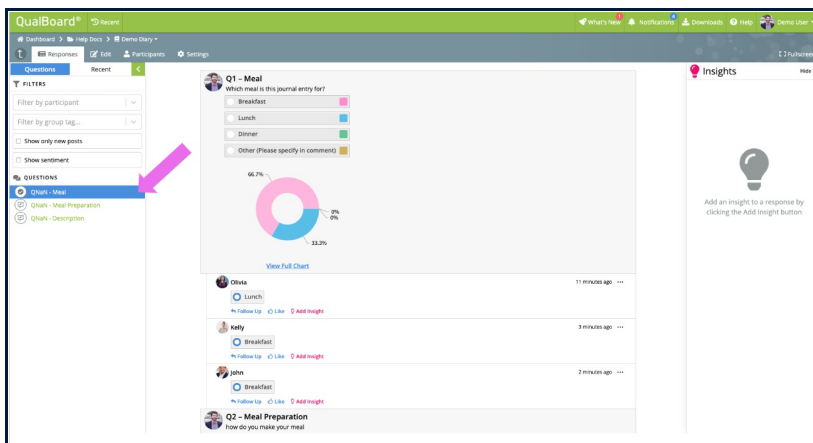 QualBoard® Recent What's New Notifications Downloads Help Demo User
Dashboard > Help Docs > Demo Diary
t Responses Edit Participants Settings Fullscreen
Questions Recent
FILTERS
Filter by participant
Filter by group tag...
Show only new posts
Show sentiment
QUESTIONS
QNaN - Meal
QNaN - Meal Preparation
QNaN - Description
Q1 – Meal
Which meal is this journal entry for?
Breakfast
Lunch
Dinner
Other (Please specify in comment)
66.7%
0%
0%
33.3%
View Full Chart
Olivia 11 minutes ago
Lunch
Follow Up Like Add Insight
Kelly 3 minutes ago
Breakfast
Follow Up Like Add Insight
John 2 minutes ago
Breakfast
Follow Up Like Add Insight
Q2 – Meal Preparation
how do you make your meal
Insights Hide
Add an insight to a response by
clicking the Add Insight button